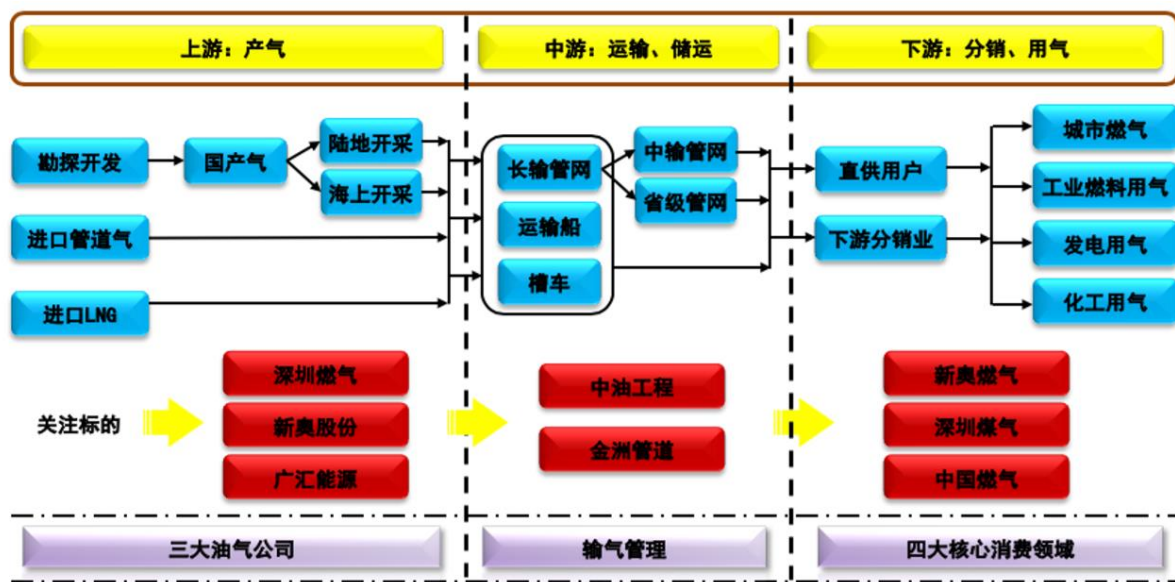 上游：产气
中游：运输、储运
下游：分销、用气
勘探开发
国产气
陆地开采
海上开采
进口管道气
进口LNG
长输管网
运输船
槽车
中输管网
省级管网
直供用户
下游分销业
城市燃气
工业燃料用气
发电用气
化工用气
关注标的
深圳燃气
新奥股份
广汇能源
中油工程
金洲管道
新奥燃气
深圳煤气
中国燃气
三大油气公司
输气管理
四大核心消费领域